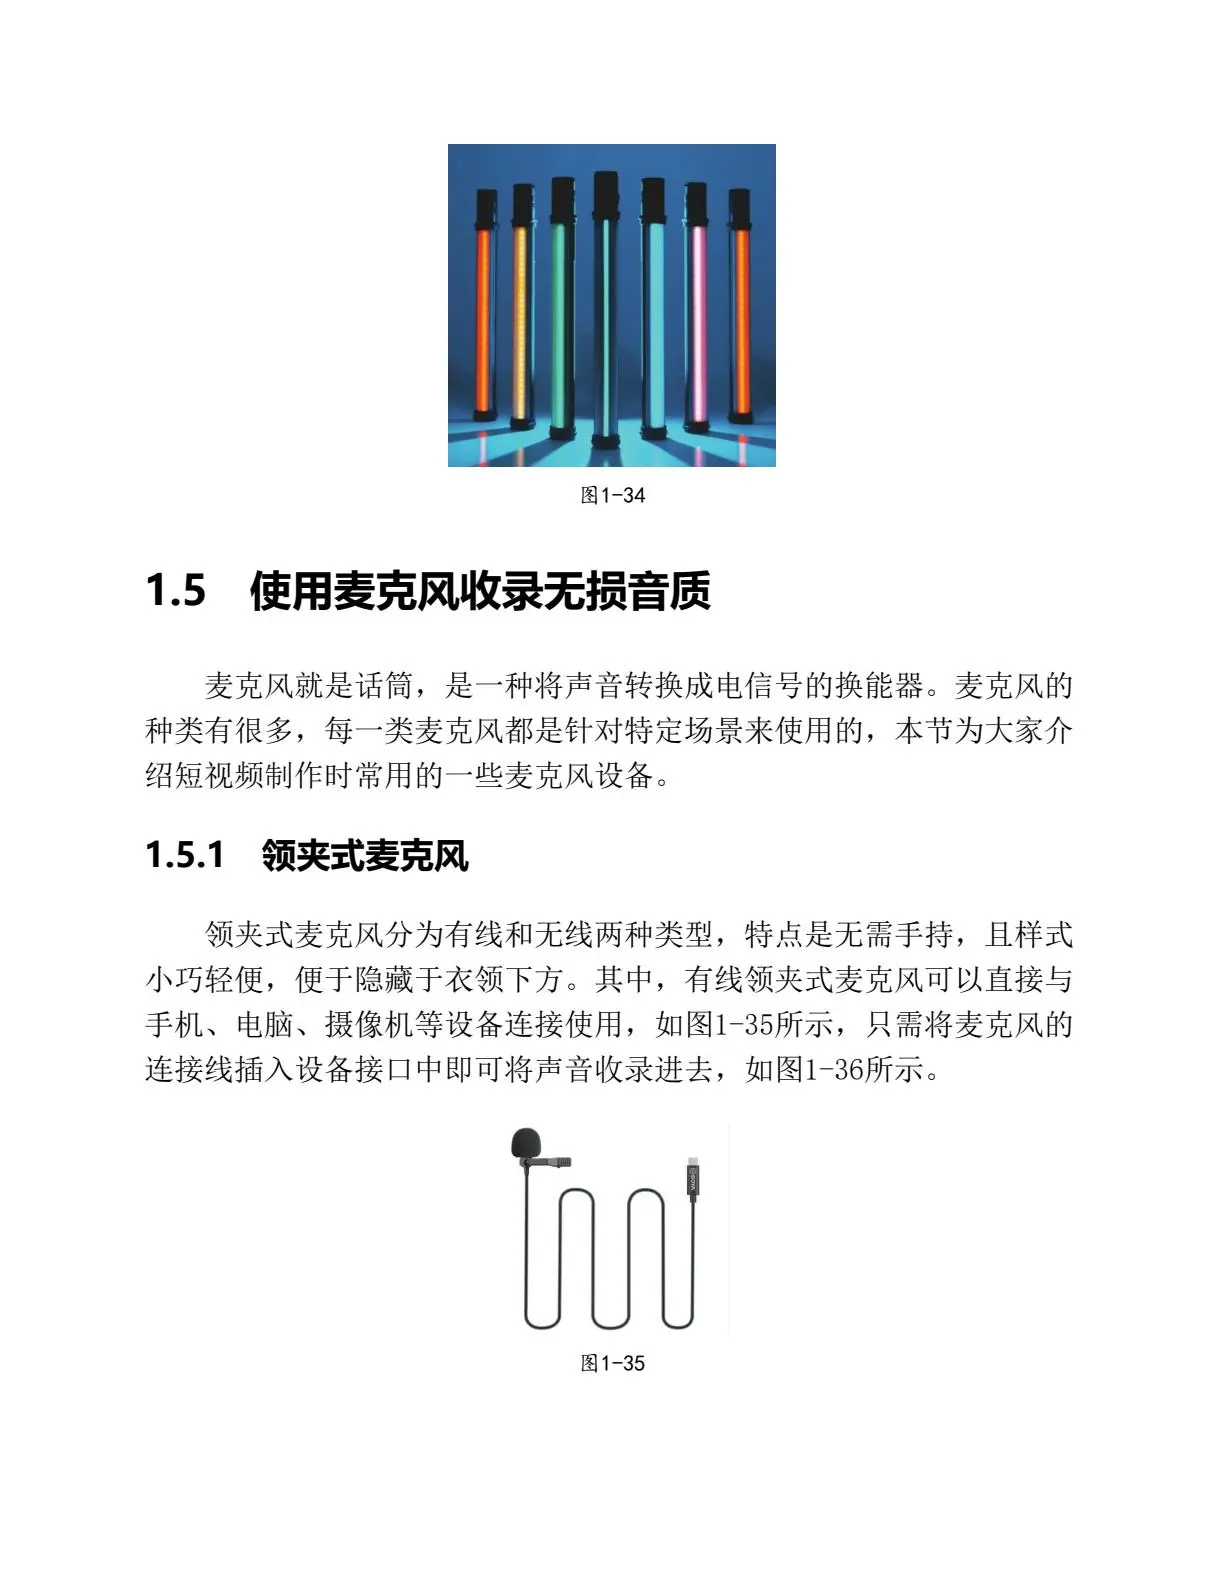 图1-34
1.5 使用麦克风收录无损音质
麦克风就是话筒，是一种将声音转换成电信号的换能器。麦克风的
种类有很多，每一类麦克风都是针对特定场景来使用的，本节为大家介
绍短视频制作时常用的一些麦克风设备。
1.5.1 领夹式麦克风
领夹式麦克风分为有线和无线两种类型，特点是无需手持，且样式
小巧轻便，便于隐藏于衣领下方。其中，有线领夹式麦克风可以直接与
手机、电脑、摄像机等设备连接使用，如图1-35所示，只需将麦克风的
连接线插入设备接口中即可将声音收录进去，如图1-36所示。
BOYA
图1-35